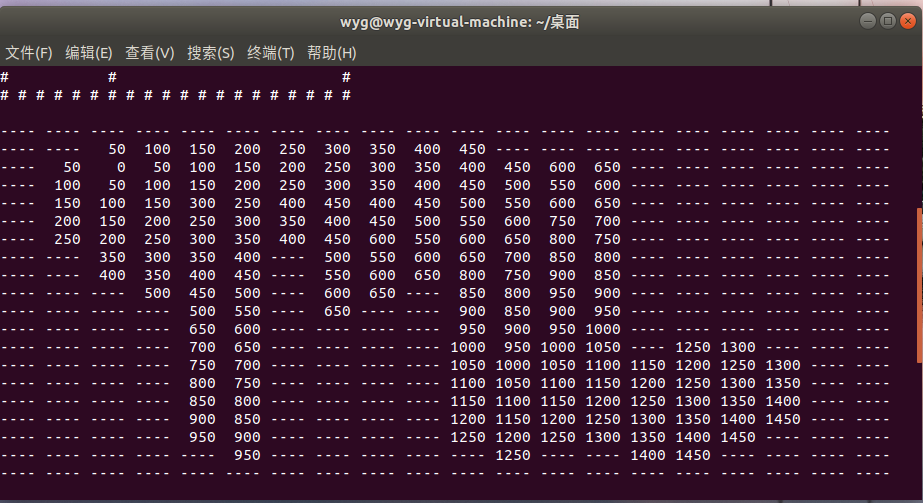 wyg@wyg-virtual-machine: ~/桌面
文件(F) 编辑(E) 查看(V) 搜索(S) 终端(T) 帮助(H)
# # #
# # # # # # # # # # # # # # # # # # # #
---- ---- ---- ---- ---- ---- ---- ---- ---- ---- ---- ---- ---- ---- ---- ---- ---- ---- ---- ----
---- ---- 50 100 150 200 250 300 350 400 450 ---- ---- ---- ---- ---- ---- ---- ---- ----
---- 50 0 50 100 150 200 250 300 350 400 450 600 650 ---- ---- ---- ---- ---- ----
---- 100 50 100 150 200 250 300 350 400 450 500 550 600 ---- ---- ---- ---- ---- ----
---- 150 100 150 300 250 400 450 400 450 500 550 600 650 ---- ---- ---- ---- ---- ----
---- 200 150 200 250 300 350 400 450 500 550 600 750 700 ---- ---- ---- ---- ---- ----
---- 250 200 250 300 350 400 450 600 550 600 650 800 750 ---- ---- ---- ---- ---- ----
---- ---- 350 300 350 400 ---- 500 550 600 650 700 850 800 ---- ---- ---- ---- ---- ----
---- ---- 400 350 400 450 ---- 550 600 650 800 750 900 850 ---- ---- ---- ---- ---- ----
---- ---- ---- 500 450 500 ---- 600 650 ---- 850 800 950 900 ---- ---- ---- ---- ---- ----
---- ---- ---- ---- 500 550 ---- 650 ---- ---- 900 850 900 950 ---- ---- ---- ---- ---- ----
---- ---- ---- ---- 650 600 ---- ---- ---- ---- 950 900 950 1000 ---- ---- ---- ---- ---- ----
---- ---- ---- ---- 700 650 ---- ---- ---- ---- 1000 950 1000 1050 ---- 1250 1300 ---- ---- ----
---- ---- ---- ---- 750 700 ---- ---- ---- ---- 1050 1000 1050 1100 1150 1200 1250 1300 ---- ----
---- ---- ---- ---- 800 750 ---- ---- ---- ---- 1100 1050 1100 1150 1200 1250 1300 1350 ---- ----
---- ---- ---- ---- 850 800 ---- ---- ---- ---- 1150 1100 1150 1200 1250 1300 1350 1400 ---- ----
---- ---- ---- ---- 900 850 ---- ---- ---- ---- 1200 1150 1200 1250 1300 1350 1400 1450 ---- ----
---- ---- ---- ---- 950 900 ---- ---- ---- ---- 1250 1200 1250 1300 1350 1400 1450 ---- ---- ----
---- ---- ---- ---- ---- 950 ---- ---- ---- ---- ---- 1250 ---- ---- 1400 1450 ---- ---- ---- ----
---- ---- ---- ---- ---- ---- ---- ---- ---- ---- ---- ---- ---- ---- ---- ---- ---- ---- ---- ----